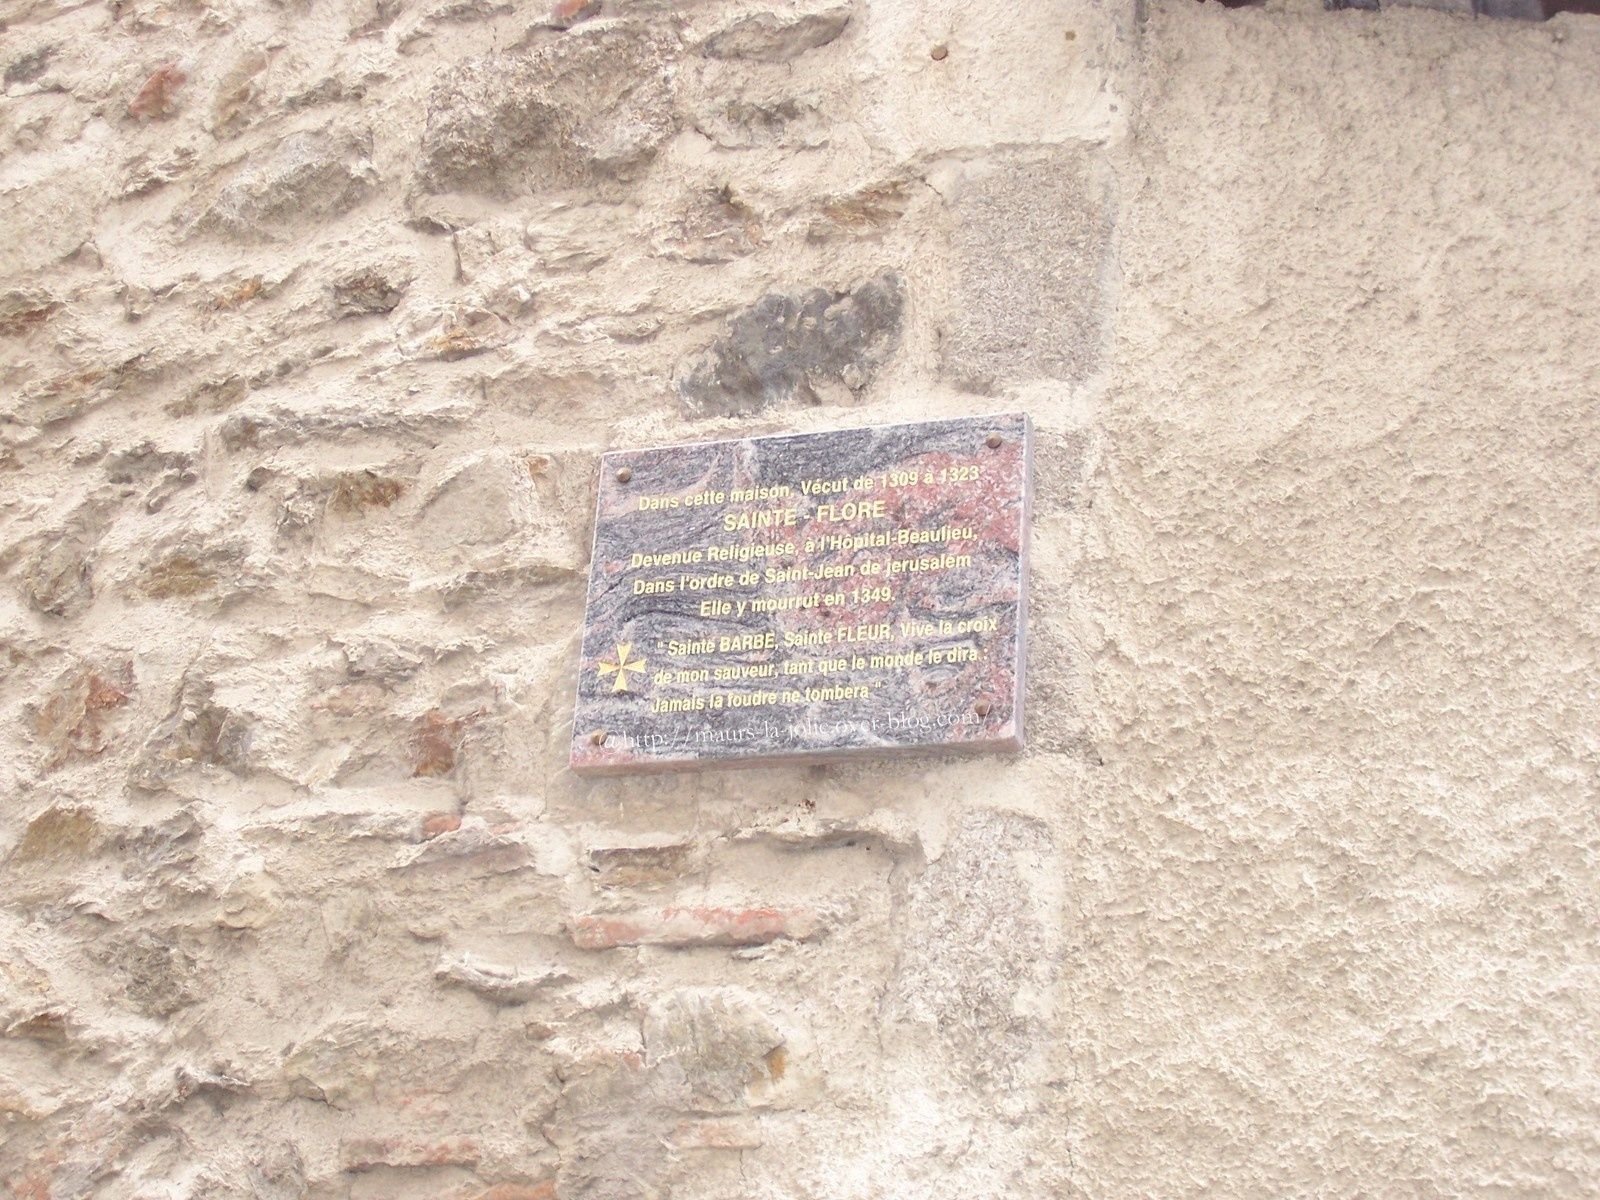 Dans cette maison, Vécut de 1309 à 1323
SAINTE - FLORE
Devenue Religieuse, à l'Hôpital-Beaulieu,
Dans l'ordre de Saint-Jean de jerusalem
Elle y mourrut en 1349.
" Sainte BARBE, Sainte FLEUR, Vive la croix
de mon sauveur, tant que le monde le dira.
Jamais la foudre ne tombera "
@ http://maurs-la-jolie.over-blog.com/